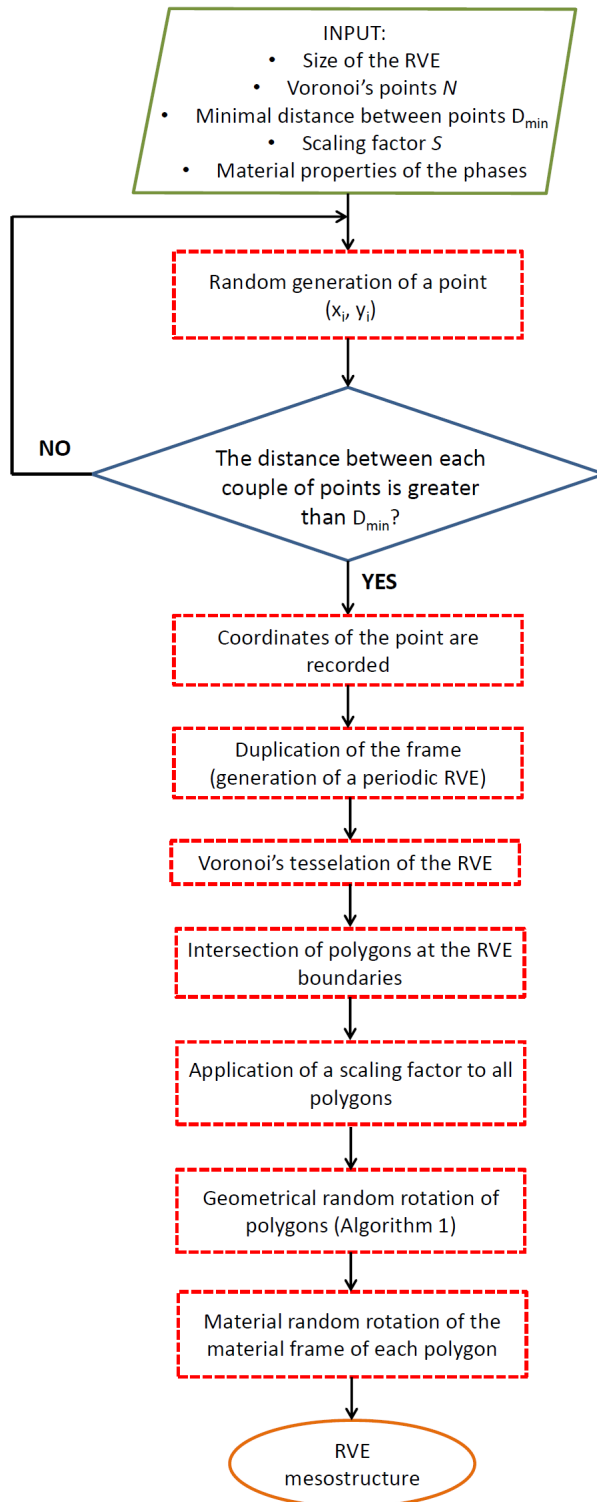 INPUT:
• Size of the RVE
• Voronoi's points N
• Minimal distance between points Dmin
• Scaling factor S
• Material properties of the phases
Random generation of a point
(xi, yi)
NO
The distance between each
couple of points is greater
than Dmin?
YES
Coordinates of the point are
recorded
Duplication of the frame
(generation of a periodic RVE)
Voronoi's tesselation of the RVE
Intersection of polygons at the RVE
boundaries
Application of a scaling factor to all
polygons
Geometrical random rotation of
polygons (Algorithm 1)
Material random rotation of the
material frame of each polygon
RVE
mesostructure